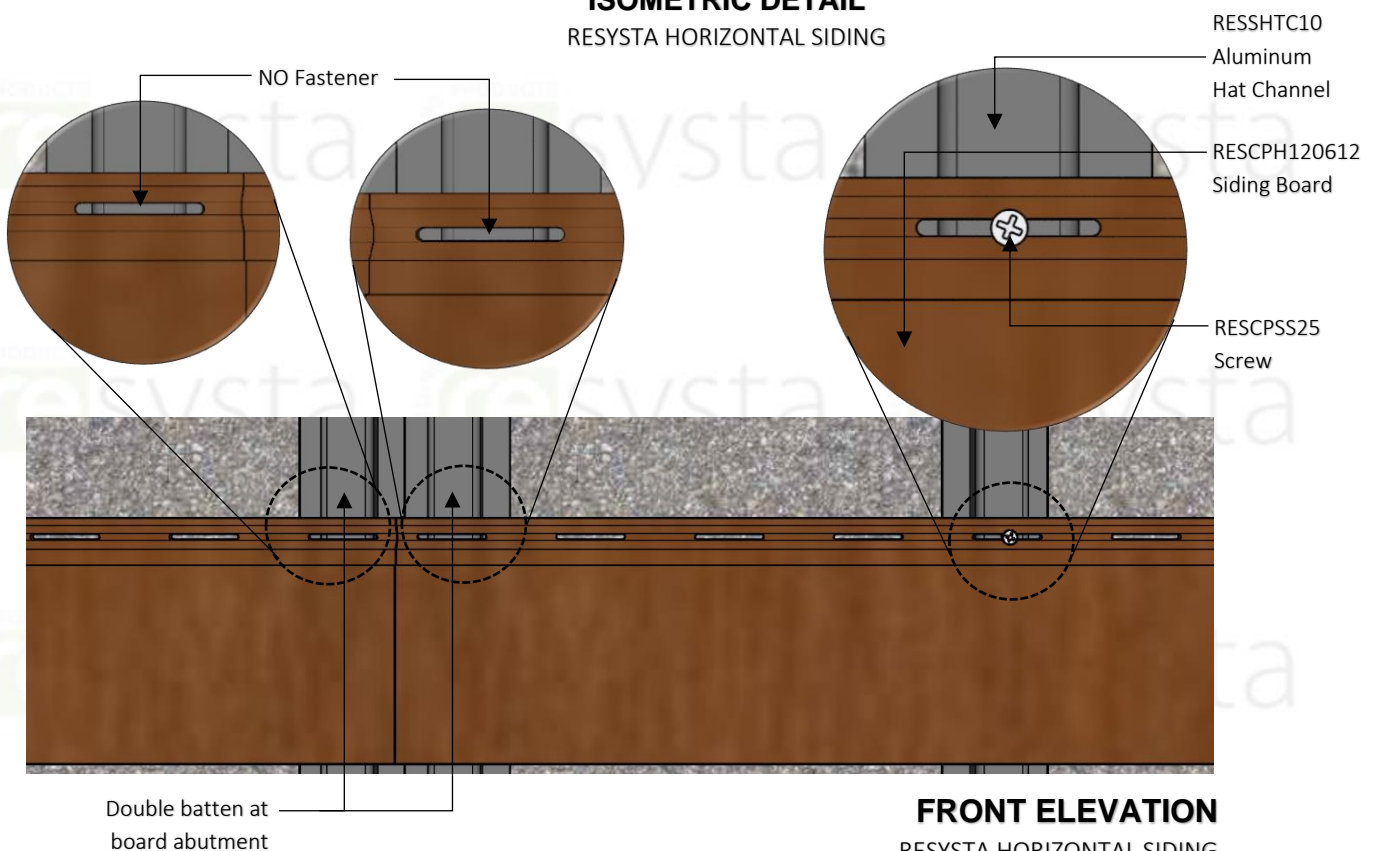 ISOMETRIC DETAIL
RESYSTA HORIZONTAL SIDING
NO Fastener
RESSHTC10
Aluminum
Hat Channel
RESCPH120612
Siding Board
RESCPSS25
Screw
Double batten at
board abutment
FRONT ELEVATION
RESYSTA HORIZONTAL SIDING